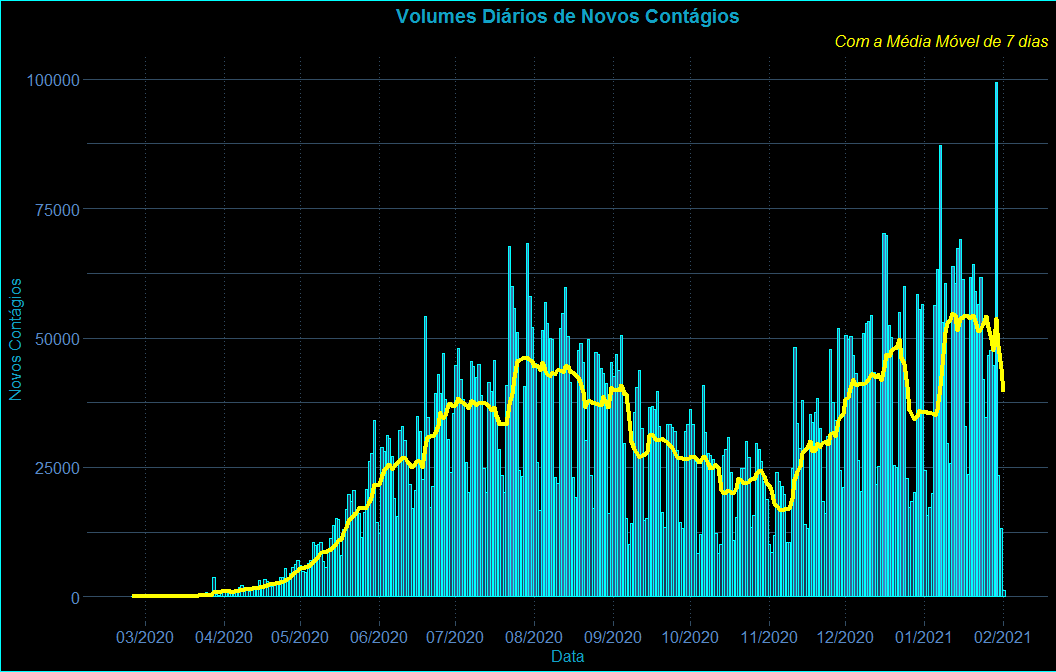 Volumes Diários de Novos Contágios
Com a Média Móvel de 7 dias
Novos Contágios
100000
75000
50000
25000
0
03/2020 04/2020 05/2020 06/2020 07/2020 08/2020 09/2020 10/2020 11/2020 12/2020 01/2021 02/2021
Data